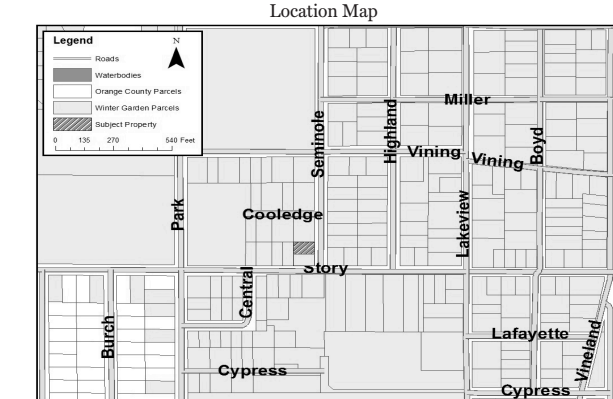 Location Map
Legend
N
Roads
Waterbodies
Orange County Parcels
Winter Garden Parcels
Subject Property
0 135 270 540 Feet
Miller
Seminole
Highland
Vining
Vining
Boyd
Park
Cooledge
Lakeview
Story
Central
Burch
Lafayette
Vineland
Cypress
Cypress